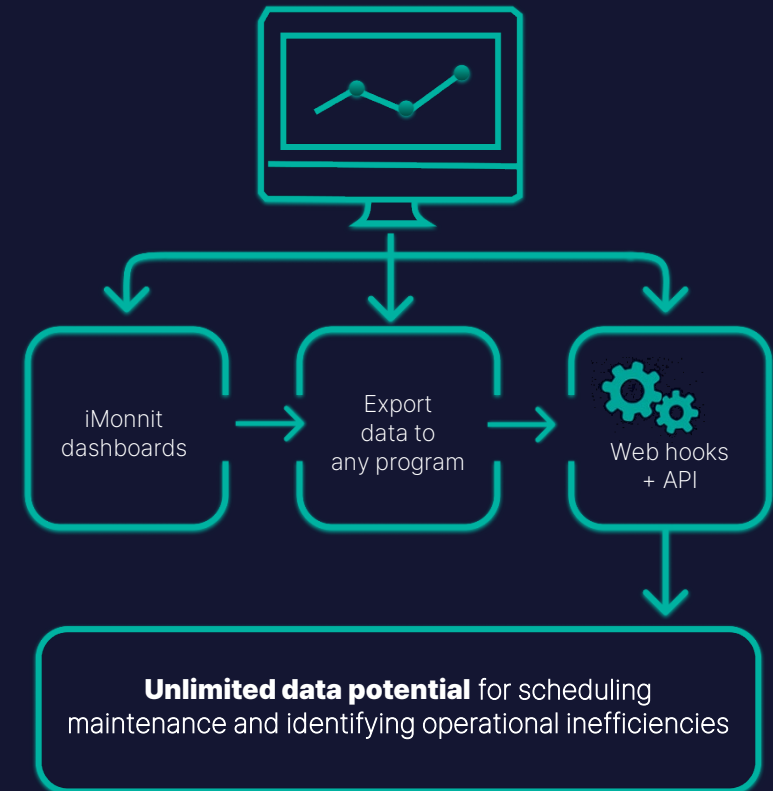 iMonnit
dashboards
Export
data to
any program
Web hooks
+ API
Unlimited data potential for scheduling
maintenance and identifying operational inefficiencies